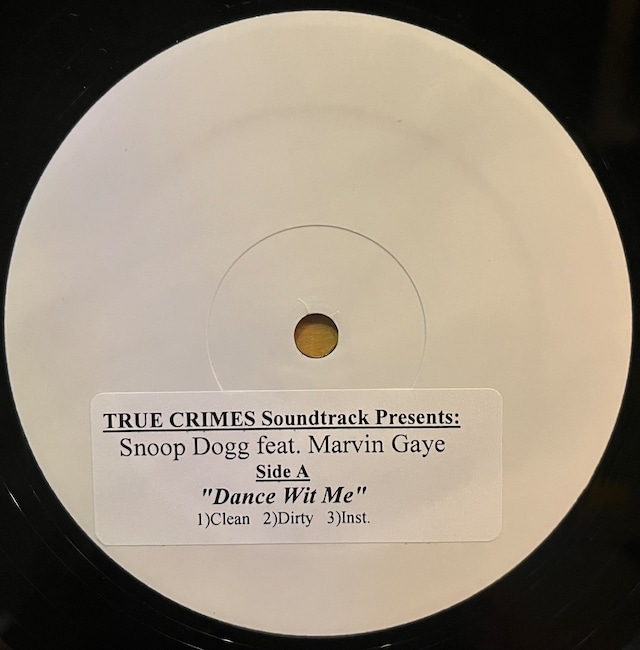 TRUE CRIMES Soundtrack Presents:
Snoop Dogg feat. Marvin Gaye
Side A
"Dance Wit Me"
1)Clean 2)Dirty 3)Inst.